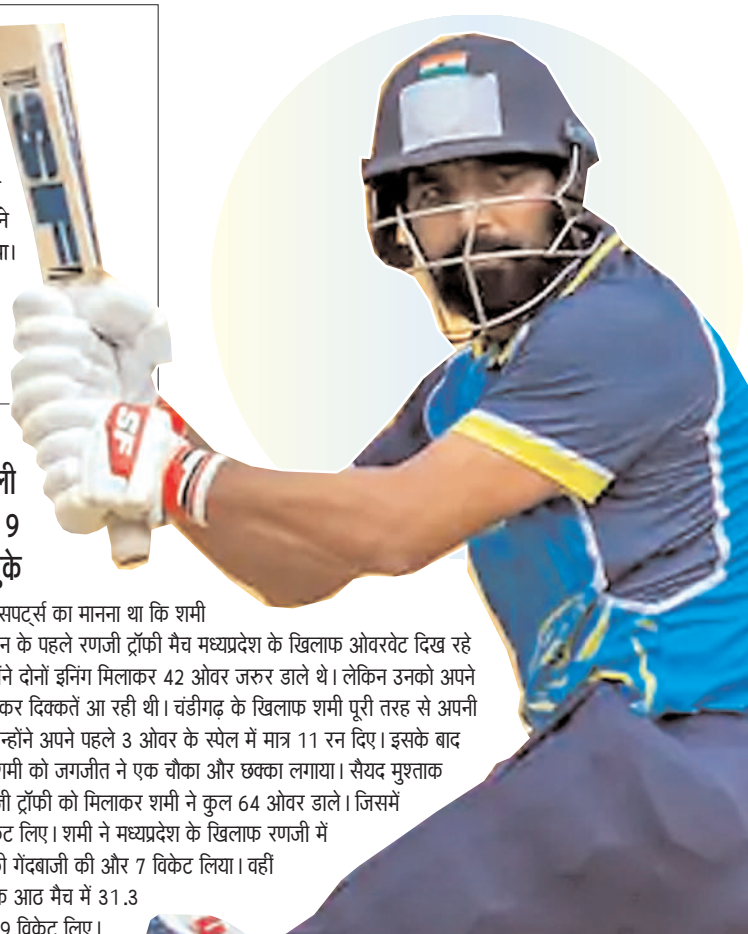 ने
था।
SF
ली
9
के
सपर्ट्स का मानना था कि शमी
न के पहले रणजी ट्रॉफी मैच मध्यप्रदेश के खिलाफ ओवरवेट दिख रहे
ने दोनों इनिंग मिलाकर 42 ओवर जरुर डाले थे। लेकिन उनको अपने
कर दिक्कतें आ रही थी। चंडीगढ़ के खिलाफ शमी पूरी तरह से अपनी
न्होंने अपने पहले 3 ओवर के स्पेल में मात्र 11 रन दिए। इसके बाद
शमी को जगजीत ने एक चौका और छक्का लगाया। सैयद मुश्ताक
जी ट्रॉफी को मिलाकर शमी ने कुल 64 ओवर डाले। जिसमें
केट लिए। शमी ने मध्यप्रदेश के खिलाफ रणजी में
की गेंदबाजी की और 7 विकेट लिया। वहीं
क आठ मैच में 31.3
9 विकेट लिए।